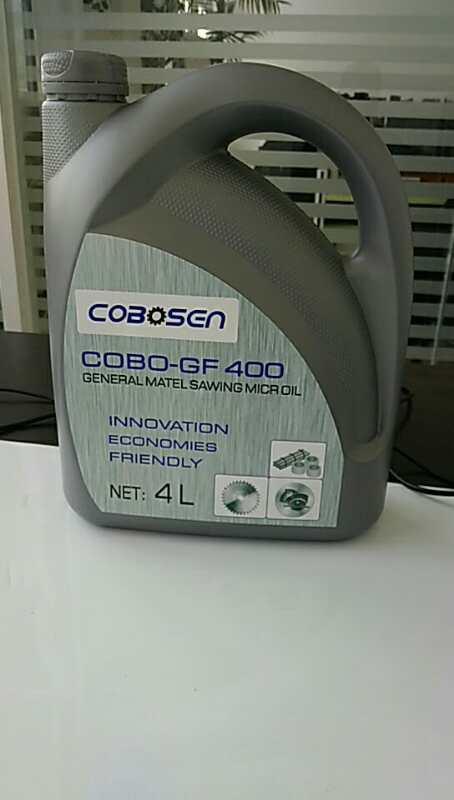 COBOSEN
COBO-GF 400
GENERAL MATEL SAWING MICR OIL
INNOVATION
ECONOMIES
FRIENDLY
NET: 4 L